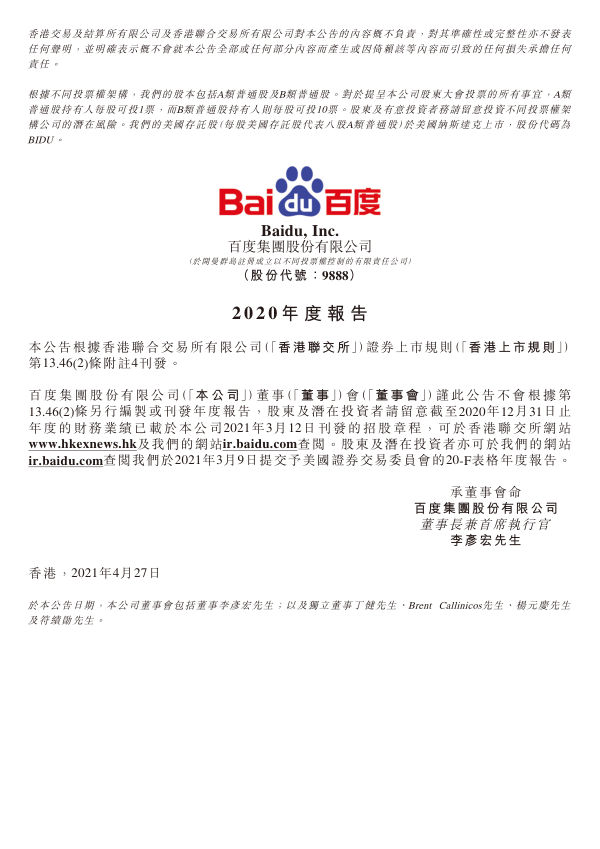 香港交易及結算所有限公司及香港聯合交易所有限公司對本公告的內容概不負責，對其準確性或完整性亦不發表
任何聲明，並明確表示概不會就本公告全部或任何部分內容而產生或因倚賴該等內容而引致的任何損失承擔任何
責任。
根據不同投票權架構，我們的股本包括A類普通股及B類普通股。對於提呈本公司股東大會投票的所有事宜，A類
普通股持有人每股可投1票，而B類普通股持有人則每股可投10票。股東及有意投資者務請留意投資不同投票權架
構公司的潛在風險。我們的美國存託股(每股美國存託股代表八股A類普通股)於美國納斯達克上市，股份代碼為
BIDU。
Bai du 百度
Baidu, Inc.
百度集團股份有限公司
(於開曼群島註冊成立以不同投票權控制的有限責任公司)
(股份代號：9888)
2020年度報告
本公告根據香港聯合交易所有限公司(「香港聯交所」)證券上市規則(「香港上市規則」)
第13.46(2)條附註4刊發。
百度集團股份有限公司(「本公司」)董事(「董事」)會(「董事會」)謹此公告不會根據第
13.46(2)條另行編製或刊發年度報告，股東及潛在投資者請留意截至2020年12月31日止
年度的財務業績已載於本公司2021年3月12日刊發的招股章程，可於香港聯交所網站
www.hkexnews.hk及我們的網站ir.baidu.com查閱。股東及潛在投資者亦可於我們的網站
ir.baidu.com查閱我們於2021年3月9日提交予美國證券交易委員會的20-F表格年度報告。
承董事會命
百度集團股份有限公司
董事長兼首席執行官
李彥宏先生
香港，2021年4月27日
於本公告日期，本公司董事會包括董事李彥宏先生；以及獨立董事丁健先生、Brent Callinicos先生、楊元慶先生
及符績勛先生。